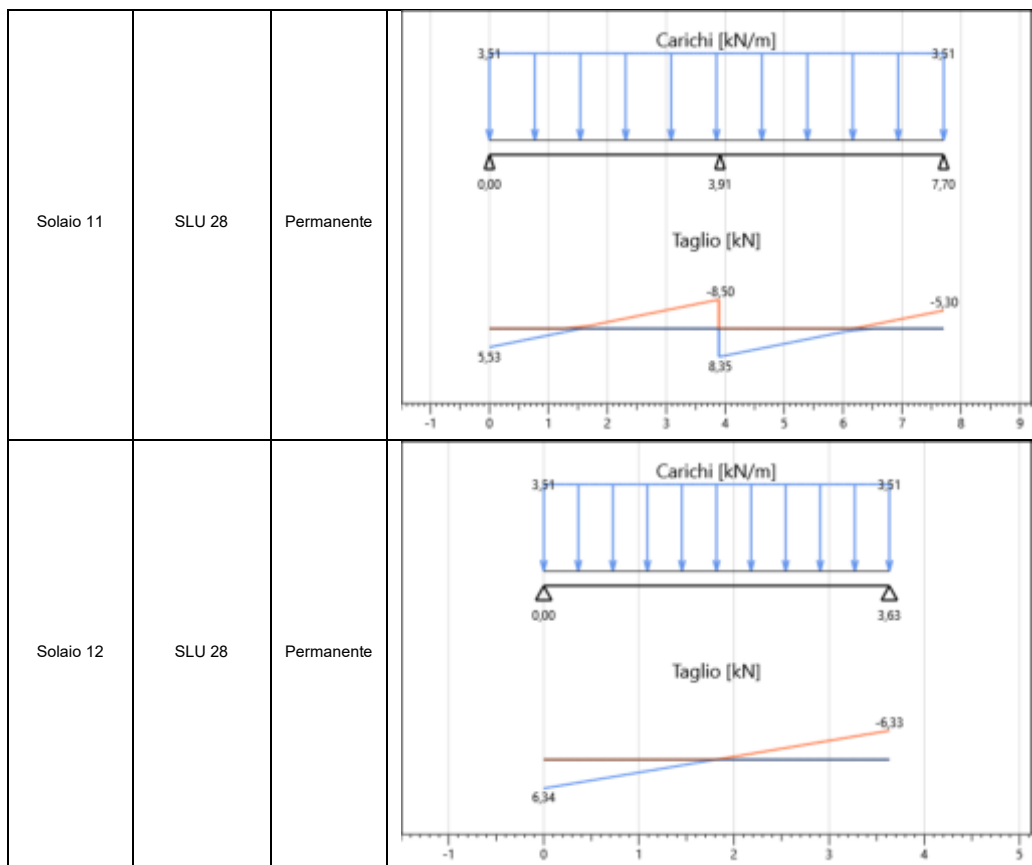 Solaio 11
SLU 28
Permanente
Carichi [kN/m]
3,51 3,51
0,00 3,91 7,70
Taglio [kN]
-8,50
-5,30
5,53
8,35
-1 0 1 2 3 4 5 6 7 8 9
Solaio 12
SLU 28
Permanente
Carichi [kN/m]
3,51 3,51
0,00 3,63
Taglio [kN]
-6,33
6,34
-1 0 1 2 3 4 5